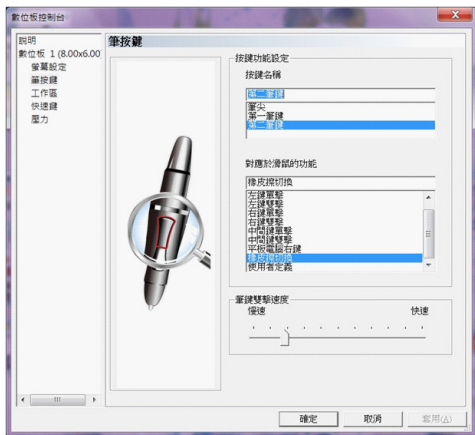 數位板控制台
說明
數位板 1 (8.00x6.00
螢幕設定
筆按鍵
工作區
快速鍵
壓力
筆按鍵
按鍵功能設定
按鍵名稱
第二筆鍵
筆尖
第一筆鍵
第二筆鍵
對應於滑鼠的功能
橡皮擦切換
左鍵單擊
左鍵雙擊
右鍵單擊
右鍵雙擊
中間鍵單擊
中間鍵雙擊
平板電腦右鍵
橡皮擦切換
使用者定義
筆鍵雙擊速度
慢速
快速
確定
取消
套用(A)